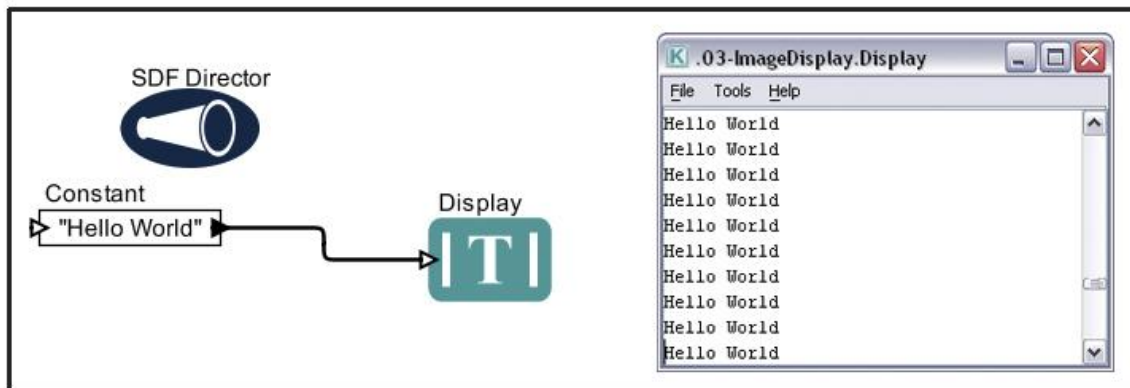 SDF Director
Constant
"Hello World"
Display
T
K .03-ImageDisplay.Display
File Tools Help
Hello World
Hello World
Hello World
Hello World
Hello World
Hello World
Hello World
Hello World
Hello World
Hello World